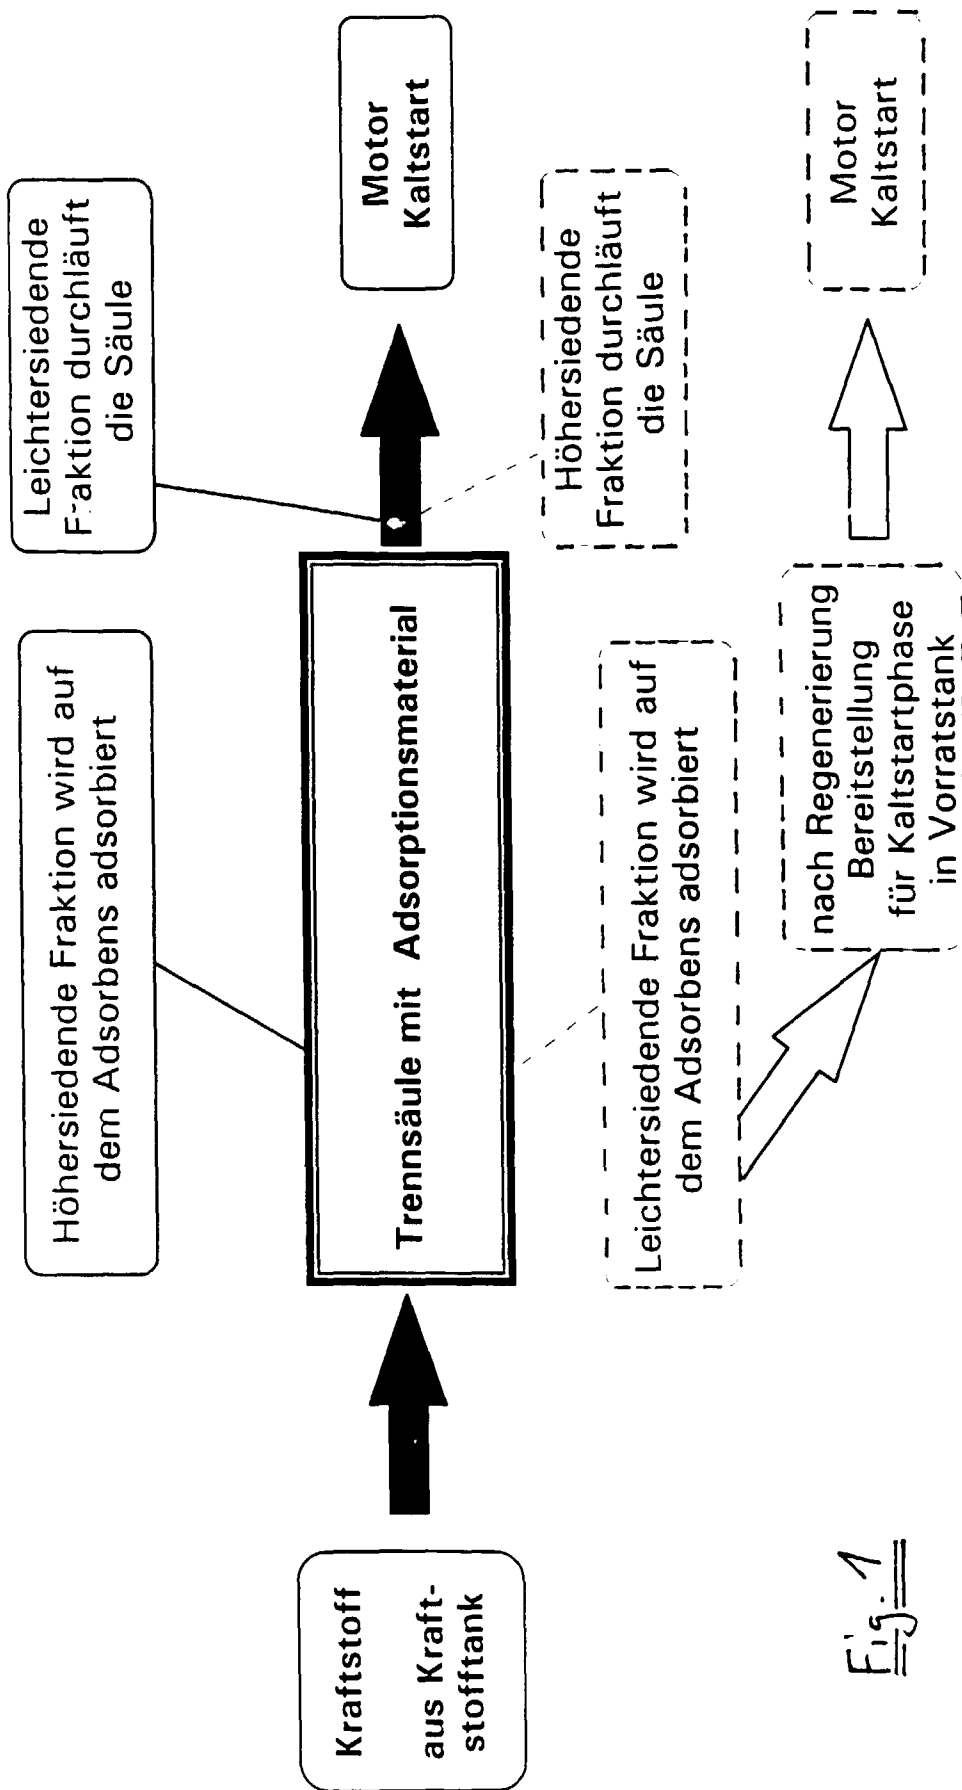 Kraftstoff
aus Kraft-
stofftank
Höhersiedende Fraktion wird auf
dem Adsorbens adsorbiert
Trennsäule mit Adsorptionsmaterial
Leichtersiedende Fraktion wird auf
dem Adsorbens adsorbiert
Leichtersiedende
Fraktion durchläuft
die Säule
Motor
Kaltstart
Höhersiedende
Fraktion durchläuft
die Säule
nach Regenerierung
Bereitstellung
für Kaltstartphase
in Vorratstank
Motor
Kaltstart
Fig. 1